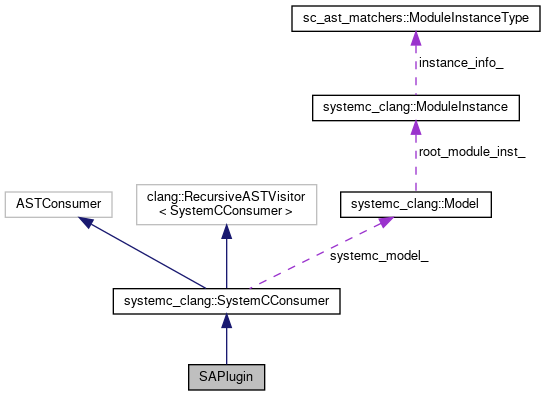 sc_ast_matchers::ModuleInstanceType
instance_info_
systemc_clang::ModuleInstance
root_module_inst_
ASTConsumer
clang::RecursiveASTVisitor
< SystemCConsumer >
systemc_clang::Model
systemc_model_
systemc_clang::SystemCConsumer
SAPlugin